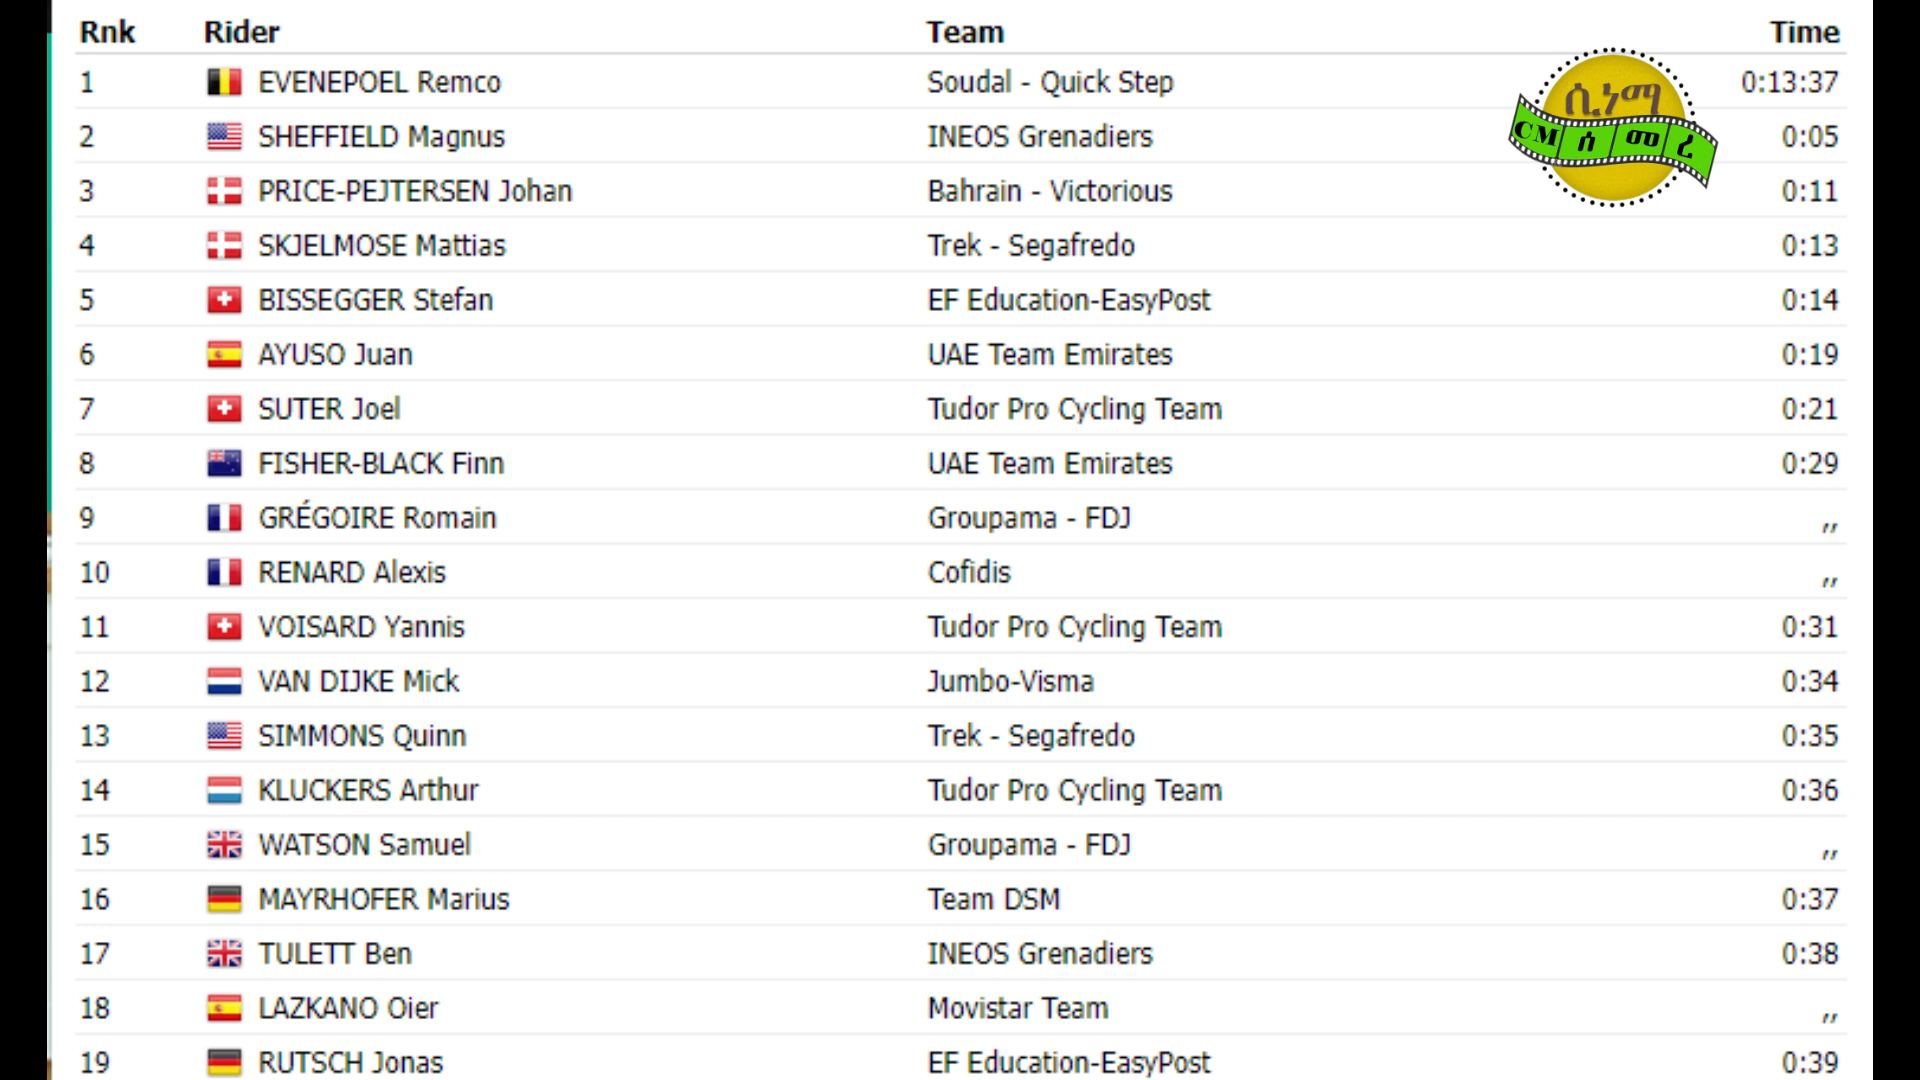 Rnk Rider Team Time
1 EVENEPOEL Remco Soudal - Quick Step 0:13:37
2 SHEFFIELD Magnus INEOS Grenadiers 0:05
3 PRICE-PEJTERSEN Johan Bahrain - Victorious 0:11
4 SKJELMOSE Mattias Trek - Segafredo 0:13
5 BISSEGGER Stefan EF Education-EasyPost 0:14
6 AYUSO Juan UAE Team Emirates 0:19
7 SUTER Joel Tudor Pro Cycling Team 0:21
8 FISHER-BLACK Finn UAE Team Emirates 0:29
9 GRÉGOIRE Romain Groupama - FDJ ,,
10 RENARD Alexis Cofidis ,,
11 VOISARD Yannis Tudor Pro Cycling Team 0:31
12 VAN DIJKE Mick Jumbo-Visma 0:34
13 SIMMONS Quinn Trek - Segafredo 0:35
14 KLUCKERS Arthur Tudor Pro Cycling Team 0:36
15 WATSON Samuel Groupama - FDJ ,,
16 MAYRHOFER Marius Team DSM 0:37
17 TULETT Ben INEOS Grenadiers 0:38
18 LAZKANO Oier Movistar Team ,,
19 RUTSCH Jonas EF Education-EasyPost 0:39
ሲነማ
CM ሰ መ ረ